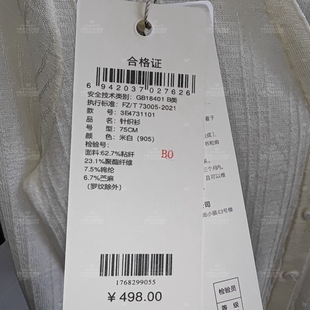 合格证
6 942037 027626
安全技术类别: GB18401 B类
执行标准: FZ/T 73005-2021
款 号: 3E4731101
名 称: 针织衫
号 型: 75CM
颜 色: 米白 (905)
检验号:
面料:62.7%粘纤
23.1%聚酯纤维
7.5%锦纶
6.7%苎麻
(罗纹除外)
B0
1768299055
¥ 498.00
检验员